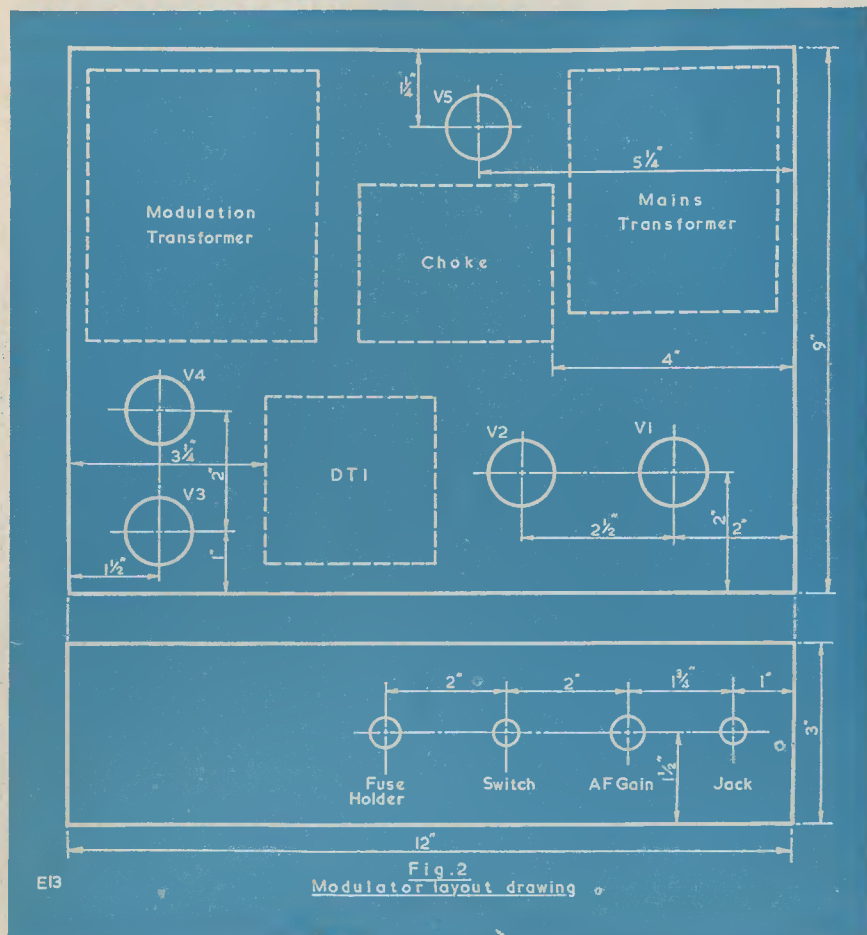 1¼"
V5
5¼"
Modulation
Transformer
Mains
Transformer
Choke
4"
9"
V4
3¼"
2"
V3
DT1
V2
V1
1"
1½"
2½"
2"
2"
2"
2"
1¾"
1"
3"
1½"
Fuse
Holder
Switch
AF Gain
Jack
12"
E13
Fig.2
Modulator layout drawing